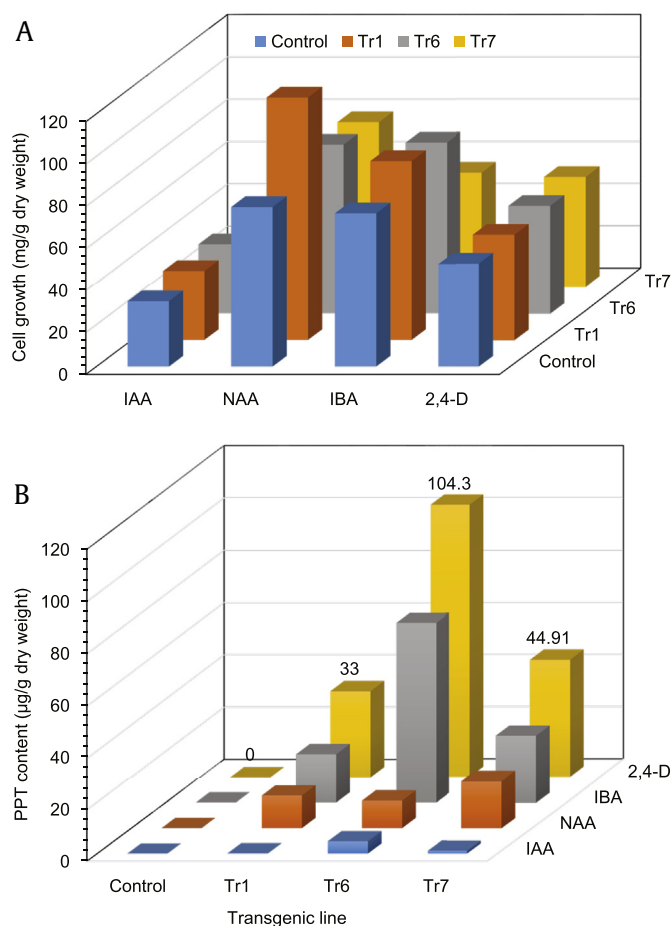 A
Control Tr1 Tr6 Tr7
Cell growth (mg/g dry weight)
120
100
80
60
40
20
0
IAA NAA IBA 2,4-D
Control
Tr1
Tr6
Tr7
B
PPT content (µg/g dry weight)
120
100
80
60
40
20
0
0
33
104.3
44.91
2,4-D
IBA
NAA
IAA
Control Tr1 Tr6 Tr7
Transgenic line